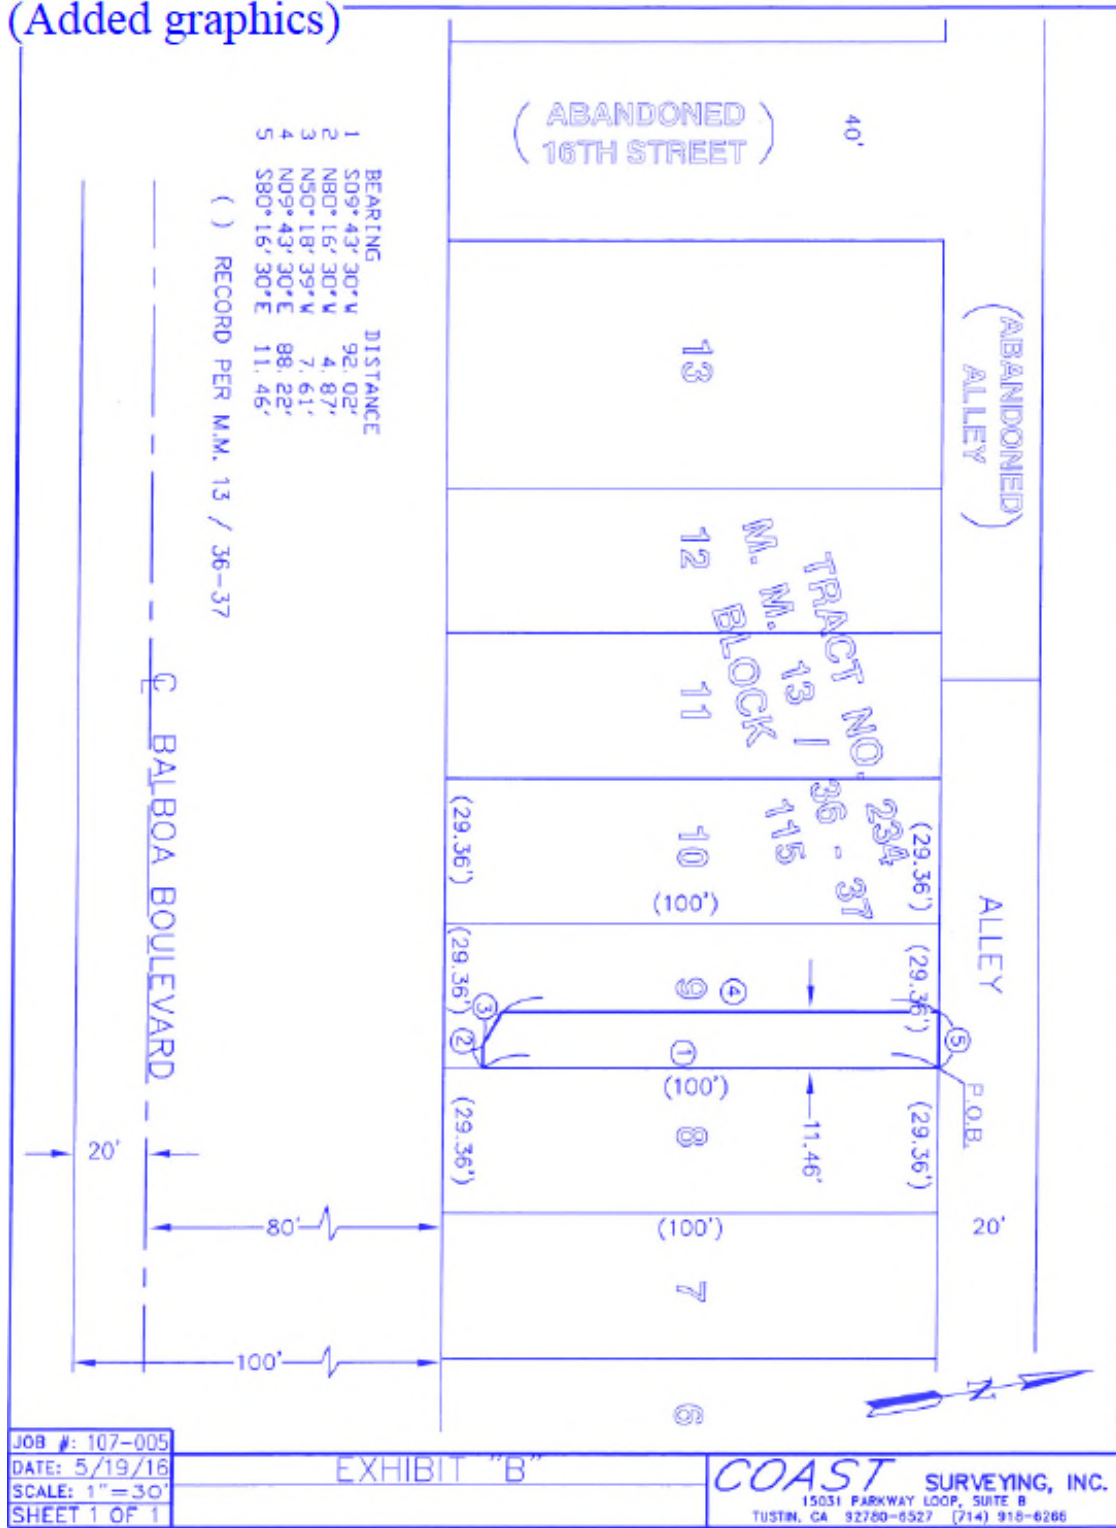 (Added graphics)
( ABANDONED )
16TH STREET
40'
BEARING DISTANCE
1 S09°43'30"W 92.02'
2 N80°16'30"W 4.87'
3 N50°18'39"W 7.61'
4 N09°43'30"E 88.22'
5 S80°16'30"E 11.46'
( ) RECORD PER M.M. 13 / 36-37
(ABANDONED)
ALLEY
13
12
11
TRACT NO. 234
M. M. 13 / 36 - 37
BLOCK 115
10
(29.36')
(29.36')
(100')
ALLEY
(29.36')
(29.36')
9
4
3
2
5
1
(100')
P.O.B.
(29.36')
8
11.46'
(29.36')
CL BALBOA BOULEVARD
20'
80'
(100')
20'
7
100'
6
N
JOB #: 107-005
DATE: 5/19/16
SCALE: 1"=30'
SHEET 1 OF 1
EXHIBIT "B"
COAST SURVEYING, INC.
15031 PARKWAY LOOP, SUITE B
TUSTIN, CA 92780-6527 (714) 918-6266